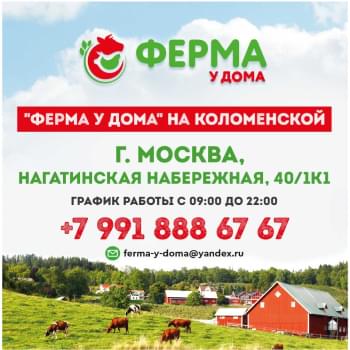 ФЕРМА
У ДОМА
"ФЕРМА У ДОМА" НА КОЛОМЕНСКОЙ
Г. МОСКВА,
НАГАТИНСКАЯ НАБЕРЕЖНАЯ, 40/1К1
ГРАФИК РАБОТЫ С 09:00 ДО 22:00
+7 991 888 67 67
ferma-y-doma@yandex.ru